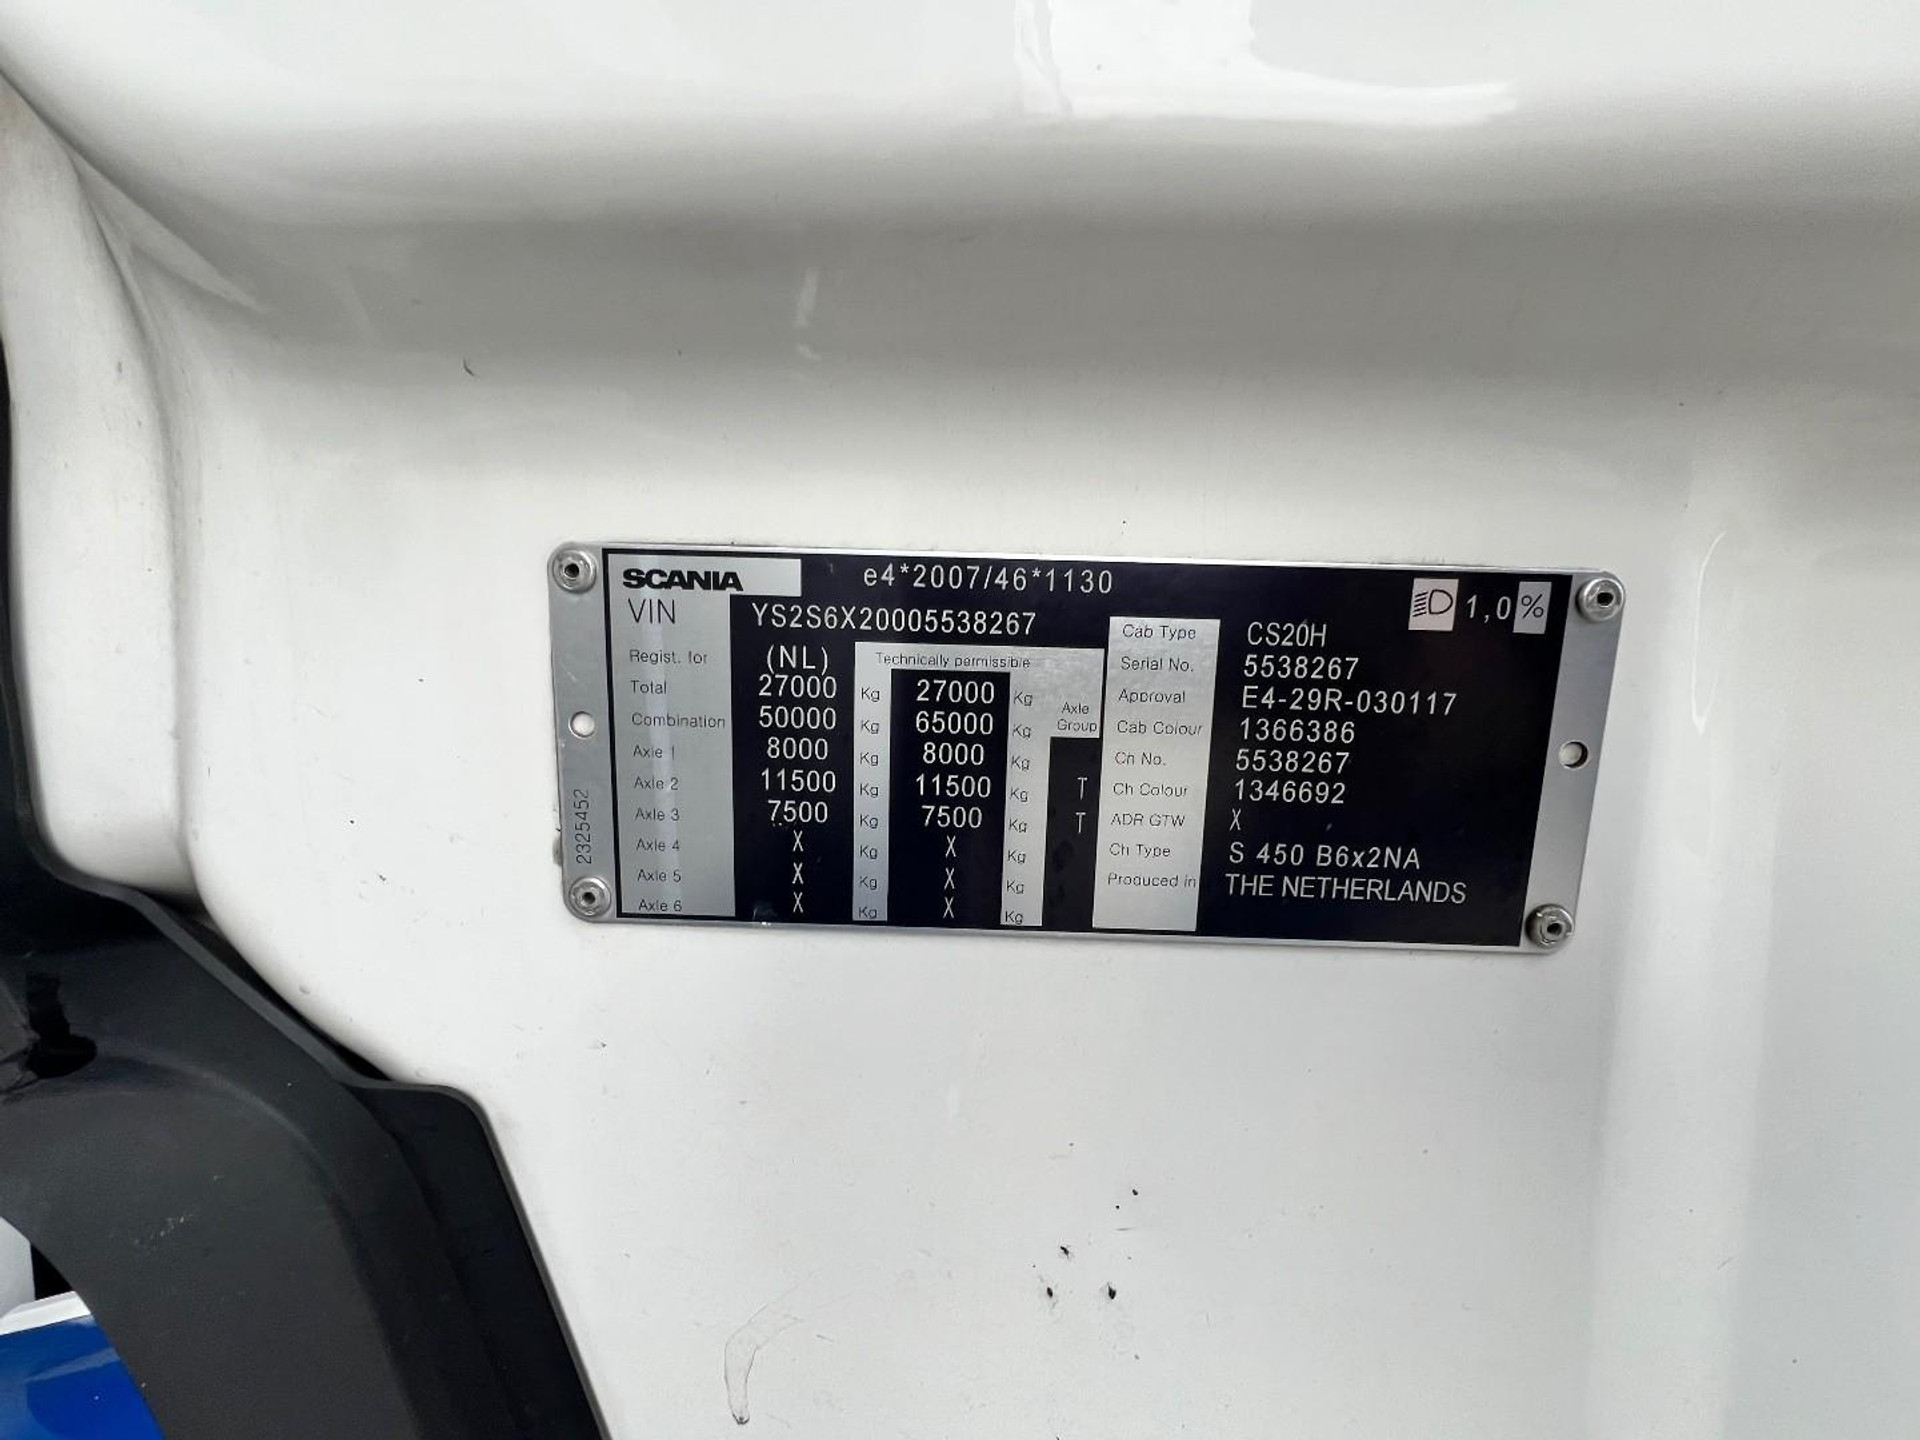 SCANIA e4*2007/46*1130 1,0 %
VIN YS2S6X20005538267
Regist. for (NL) Technically permissible
Total 27000 Kg 27000 Kg
Combination 50000 Kg 65000 Kg Axle Group
Axle 1 8000 Kg 8000 Kg
Axle 2 11500 Kg 11500 Kg T
Axle 3 7500 Kg 7500 Kg T
Axle 4 X Kg X Kg
Axle 5 X Kg X Kg
Axle 6 X Kg X Kg
Cab Type CS20H
Serial No. 5538267
Approval E4-29R-030117
Cab Colour 1366386
Ch No. 5538267
Ch Colour 1346692
ADR GTW X
Ch Type S 450 B6x2NA
Produced in THE NETHERLANDS
2325452